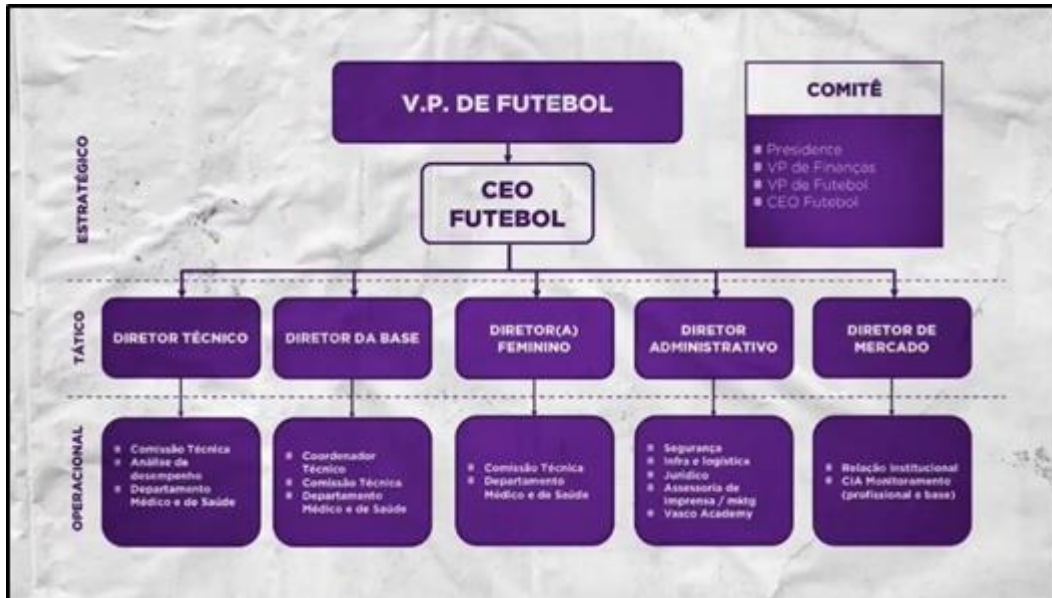 V.P. DE FUTEBOL
COMITÊ
Presidente
VP de Finanças
VP de Futebol
CEO Futebol
CEO
FUTEBOL
ESTRATÉGICO
TÁTICO
DIRETOR TÉCNICO
DIRETOR DA BASE
DIRETOR(A)
FEMININO
DIRETOR
ADMINISTRATIVO
DIRETOR DE
MERCADO
OPERACIONAL
Comissão Técnica
Análise de
desempenho
Departamento
Médico e de Saúde
Coordenador
Técnico
Comissão Técnica
Departamento
Médico e de Saúde
Comissão Técnica
Departamento
Médico e de Saúde
Segurança
Infra e logística
Jurídico
Assessoria de
Imprensa / mktg
Vasco Academy
Relação Institucional
CIA Monitoramento
(profissional e base)